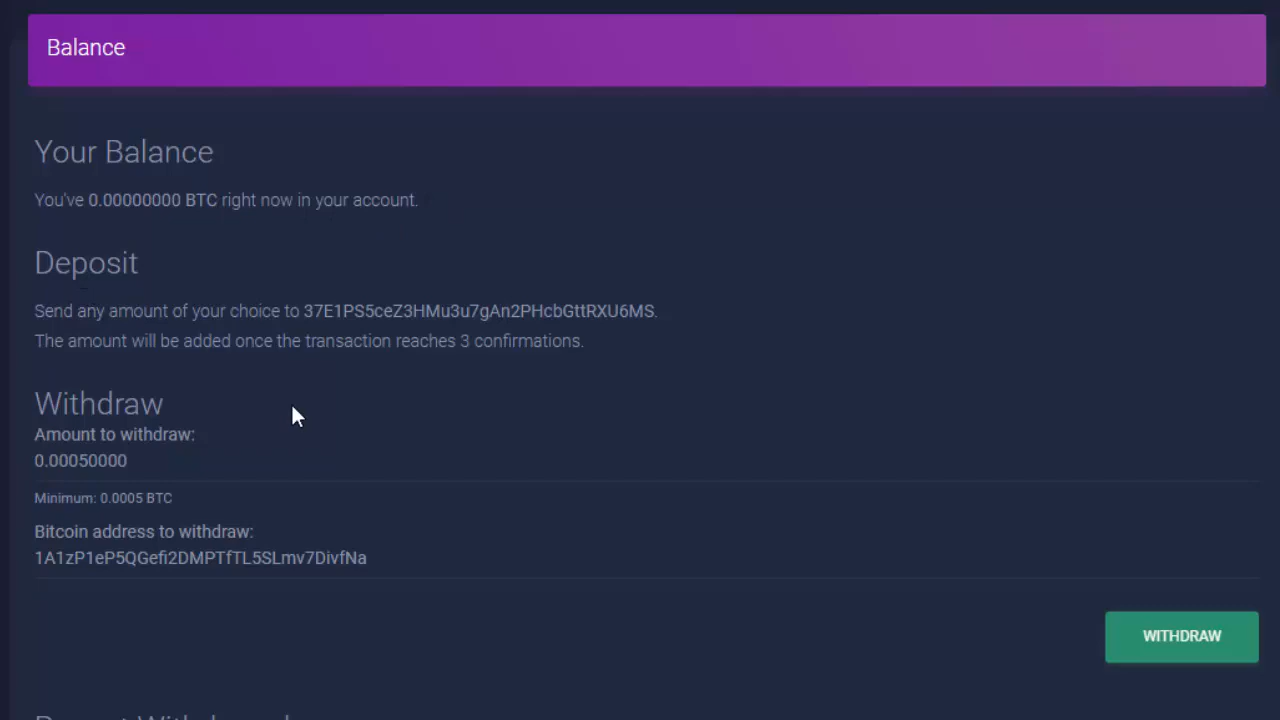 Balance
Your Balance
You've 0.00000000 BTC right now in your account.
Deposit
Send any amount of your choice to 37E1PS5ceZ3HMu3u7gAn2PHcbGttRXU6MS.
The amount will be added once the transaction reaches 3 confirmations.
Withdraw
Amount to withdraw:
0.00050000
Minimum: 0.0005 BTC
Bitcoin address to withdraw:
1A1zP1eP5QGefi2DMPTfTL5SLmv7DivfNa
WITHDRAW